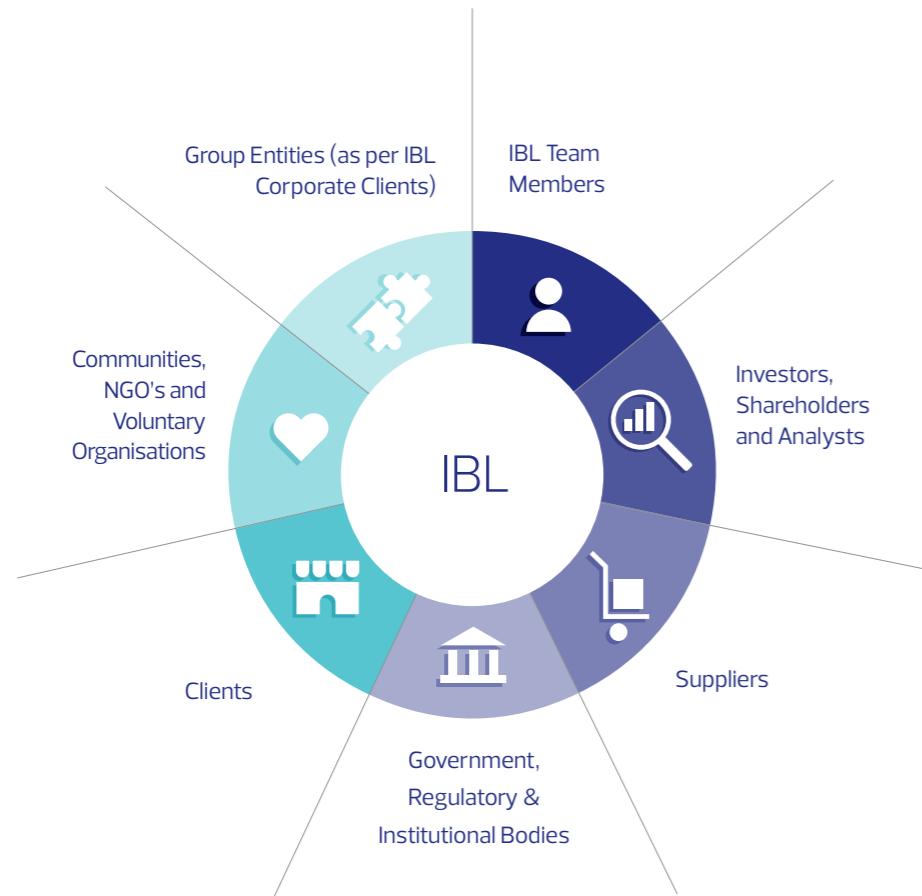 Group Entities (as per IBL
Corporate Clients)
IBL Team
Members
Investors,
Shareholders
and Analysts
Suppliers
Government,
Regulatory &
Institutional Bodies
Clients
Communities,
NGO's and
Voluntary
Organisations
IBL